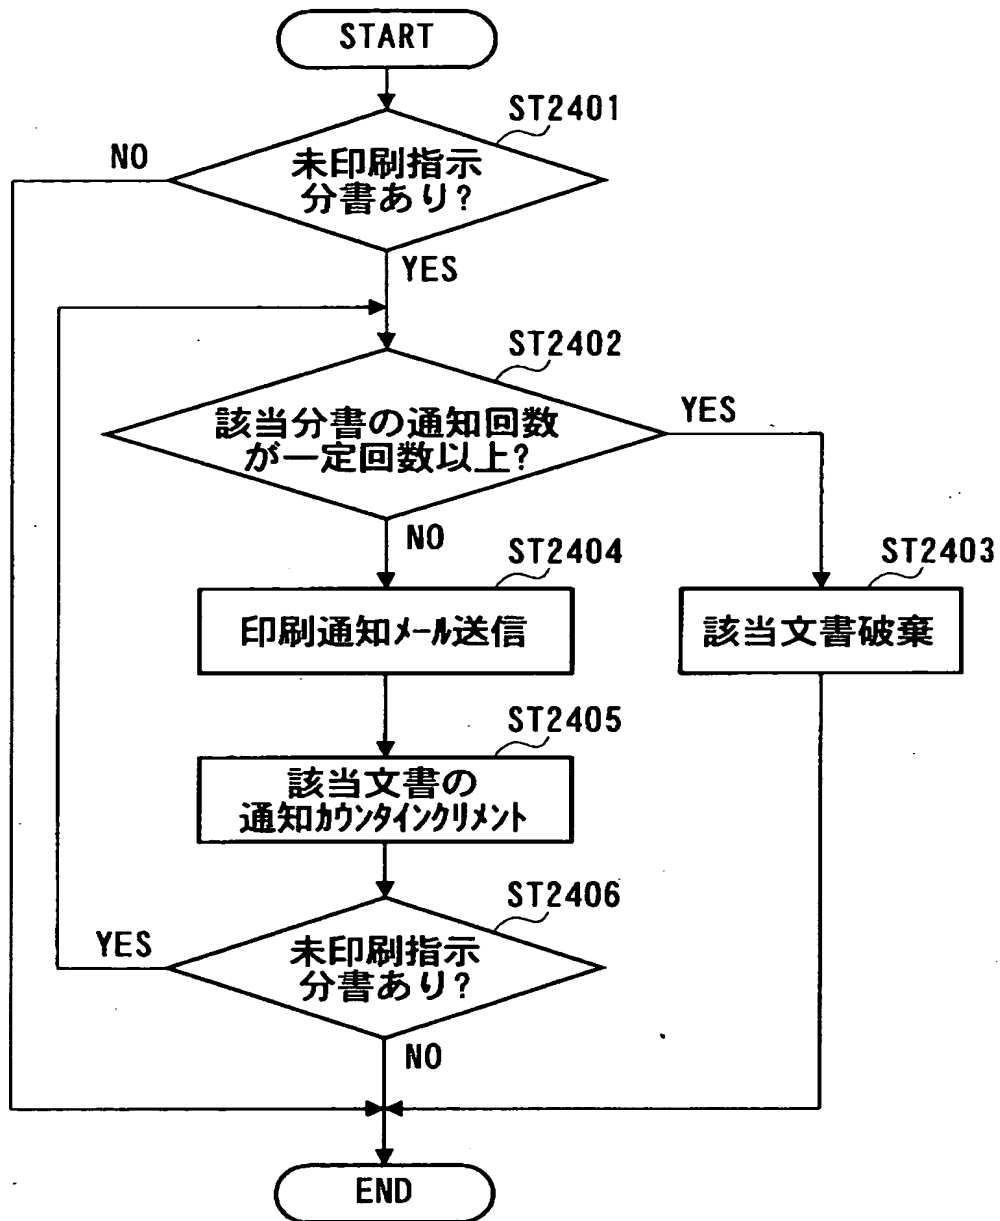 START
ST2401
NO
未印刷指示
分書あり?
YES
ST2402
該当分書の通知回数
が一定回数以上?
YES
NO
ST2404
ST2403
印刷通知メール送信
該当文書破棄
ST2405
該当文書の
通知カウンタインクリメント
ST2406
YES
未印刷指示
分書あり?
NO
END